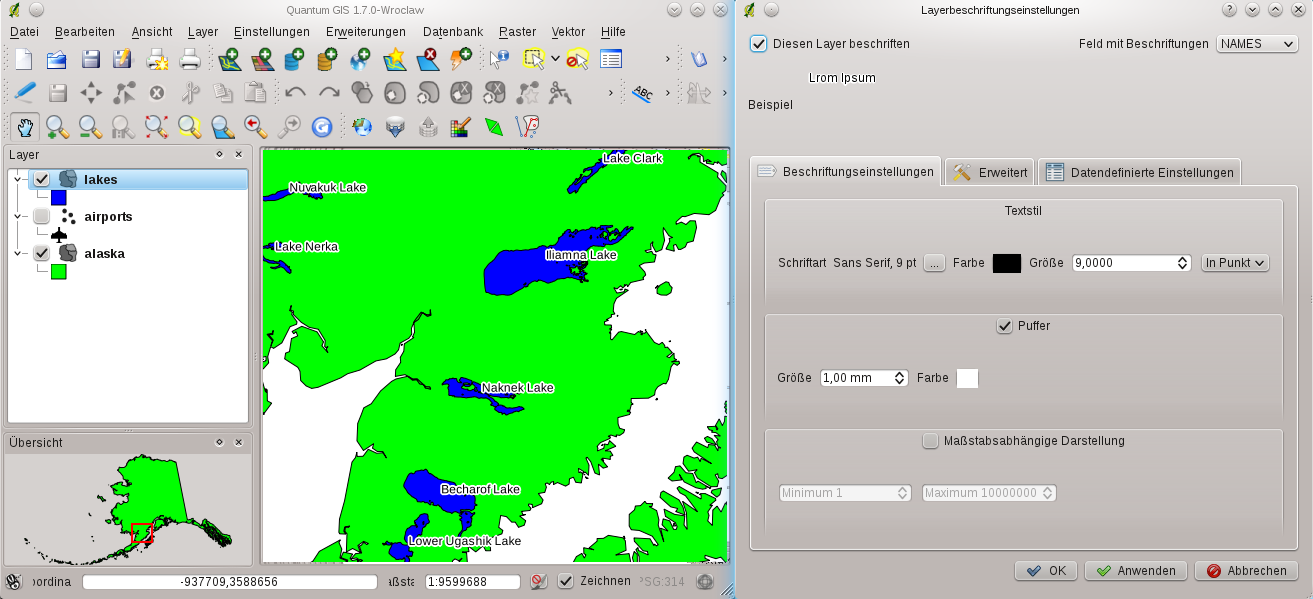 Quantum GIS 1.7.0-Wroclaw
Datei Bearbeiten Ansicht Layer Einstellungen Erweiterungen Datenbank Raster Vektor Hilfe
ABC
Layer
lakes
airports
alaska
Übersicht
Lake Clark
Nuvakuk Lake
Lake Nerka
Iliamna Lake
Naknek Lake
Becharof Lake
Lower Ugashik Lake
oordina -937709,3588656 aßsta 1:9599688 Zeichnen PSG:314
Layerbeschriftungseinstellungen
Diesen Layer beschriften Feld mit Beschriftungen NAMES
Lrom Ipsum
Beispiel
Beschriftungseinstellungen Erweitert Datendefinierte Einstellungen
Textstil
Schriftart Sans Serif, 9 pt ... Farbe Größe 9,0000 In Punkt
Puffer
Größe 1,00 mm Farbe
Maßstabsabhängige Darstellung
Minimum 1 Maximum 10000000
OK Anwenden Abbrechen